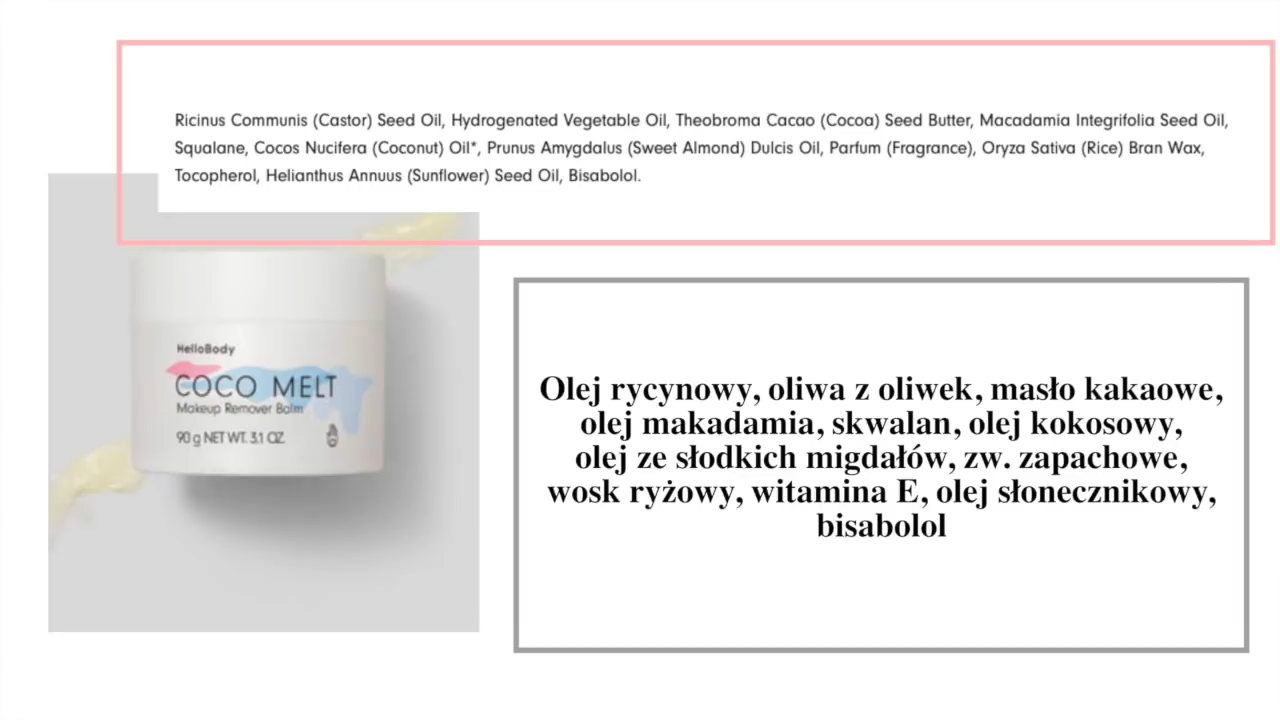 Ricinus Communis (Castor) Seed Oil, Hydrogenated Vegetable Oil, Theobroma Cacao (Cocoa) Seed Butter, Macadamia Integrifolia Seed Oil,
Squalane, Cocos Nucifera (Coconut) Oil*, Prunus Amygdalus (Sweet Almond) Dulcis Oil, Parfum (Fragrance), Oryza Sativa (Rice) Bran Wax,
Tocopherol, Helianthus Annuus (Sunflower) Seed Oil, Bisabolol.
HelloBody
COCO MELT
Makeup Remover Balm
90 g NET WT. 3.1 OZ
Olej rycynowy, oliwa z oliwek, masło kakaowe,
olej makadamia, skwalan, olej kokosowy,
olej ze słodkich migdałów, zw. zapachowe,
wosk ryżowy, witamina E, olej słonecznikowy,
bisabolol